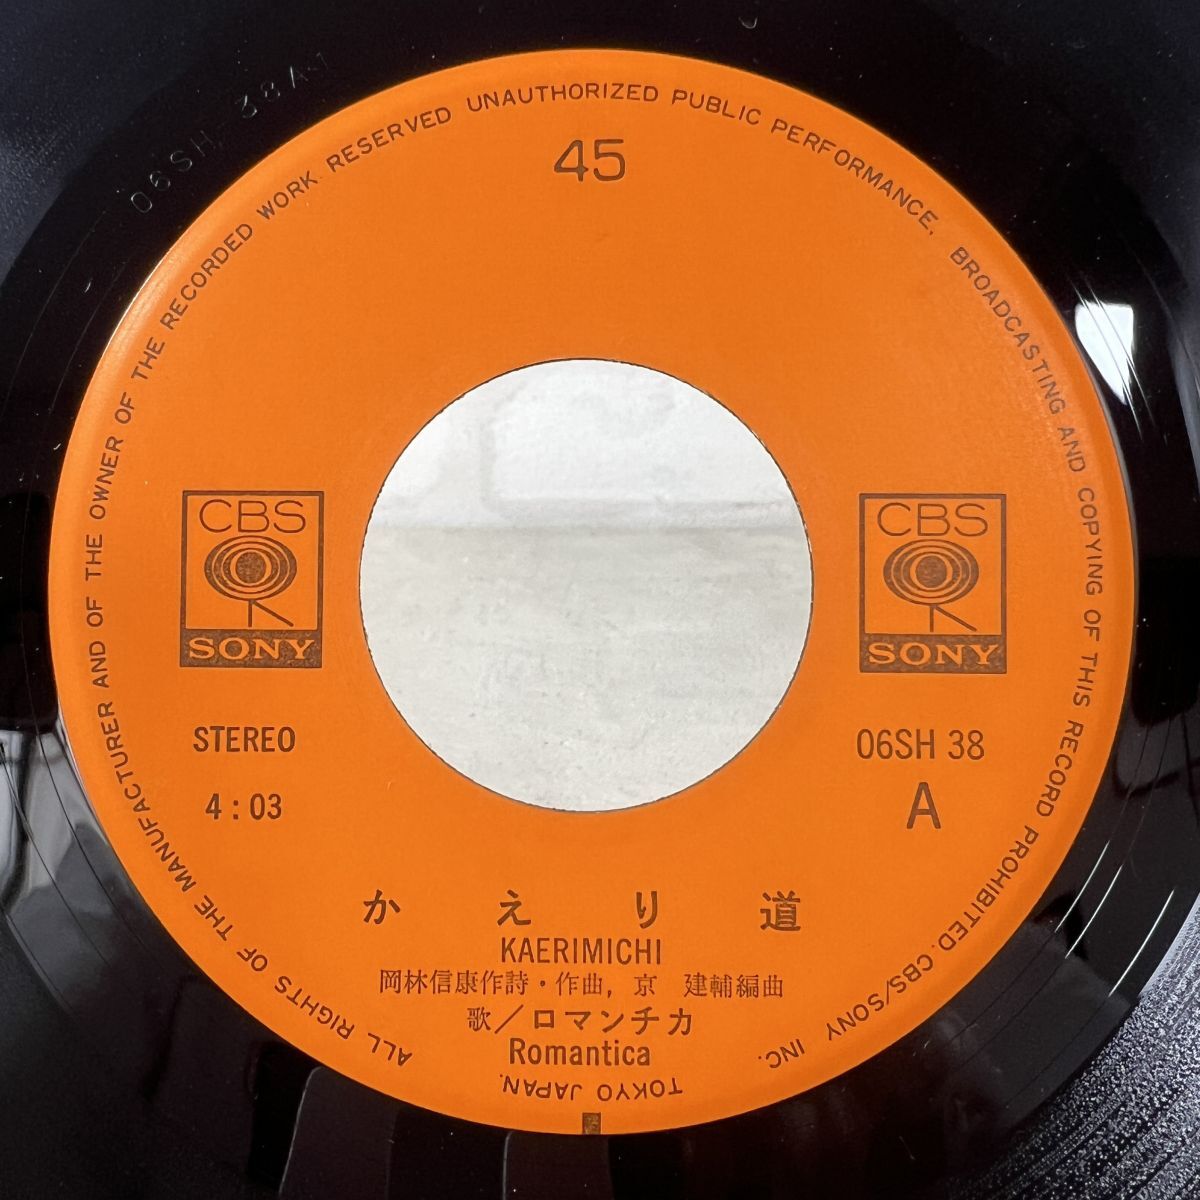 06SH 38A1
45
ALL RIGHTS OF THE MANUFACTURER AND OF THE OWNER OF THE RECORDED WORK RESERVED UNAUTHORIZED PUBLIC PERFORMANCE, BROADCASTING AND COPYING OF THIS RECORD PROHIBITED. CBS/SONY INC.
TOKYO JAPAN.
CBS
SONY
CBS
SONY
STEREO
06SH 38
4:03
A
かえり道
KAERIMICHI
岡林信康作詩・作曲, 京 建輔編曲
歌/ロマンチカ
Romantica